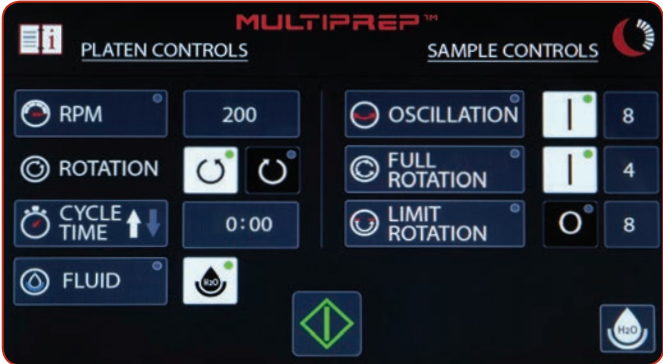 i
MULTIPREP™
PLATEN CONTROLS
SAMPLE CONTROLS
RPM
200
ROTATION
CYCLE
TIME
0:00
FLUID
H2O
OSCILLATION
I
8
FULL
ROTATION
I
4
LIMIT
ROTATION
O
8
H2O